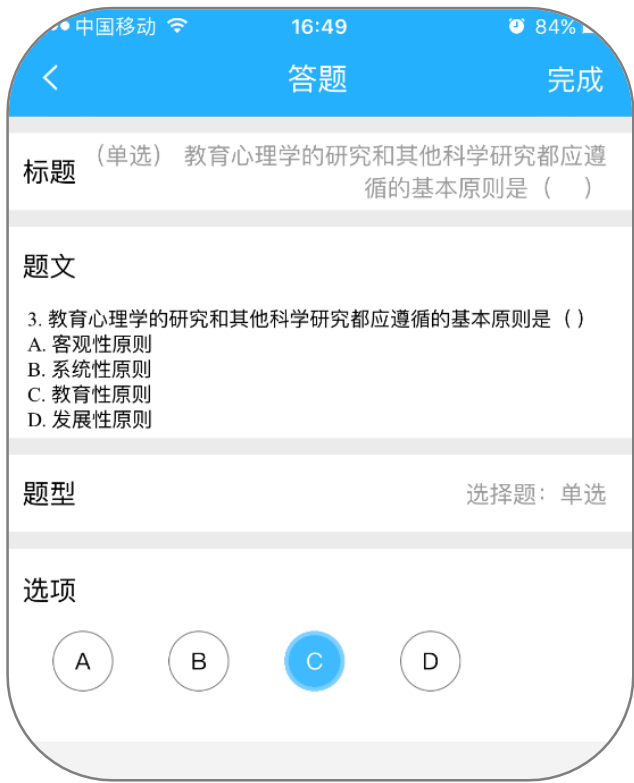 中国移动 16:49 84%
答题 完成
标题 （单选） 教育心理学的研究和其他科学研究都应遵
循的基本原则是（ ）
题文
3. 教育心理学的研究和其他科学研究都应遵循的基本原则是（ ）
A. 客观性原则
B. 系统性原则
C. 教育性原则
D. 发展性原则
题型 选择题：单选
选项
A B C D